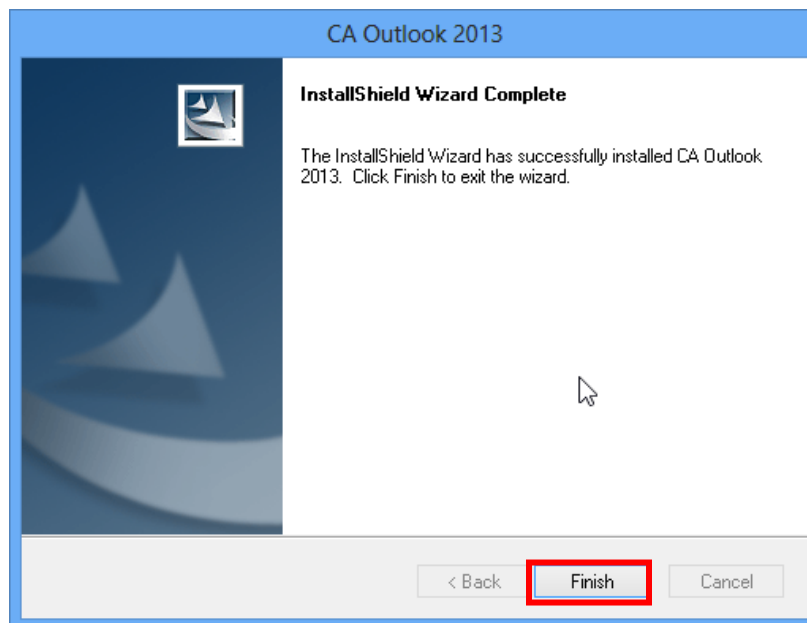 CA Outlook 2013
InstallShield Wizard Complete
The InstallShield Wizard has successfully installed CA Outlook
2013. Click Finish to exit the wizard.
< Back Finish Cancel